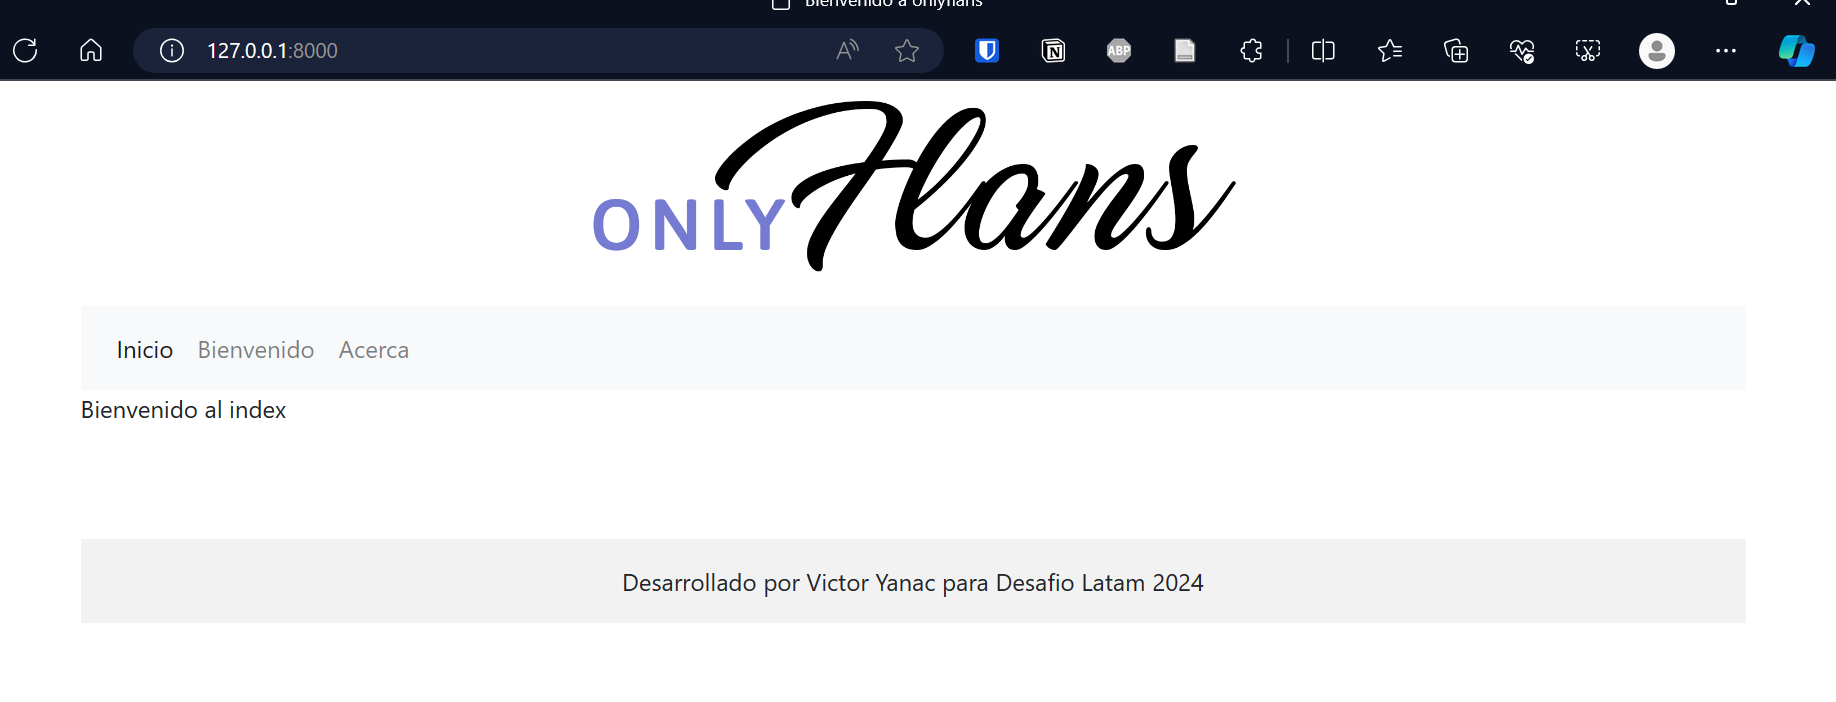 Bienvenido a onlyflans
127.0.0.1:8000
ABP
ONLY Flans
Inicio Bienvenido Acerca
Bienvenido al index
Desarrollado por Victor Yanac para Desafio Latam 2024